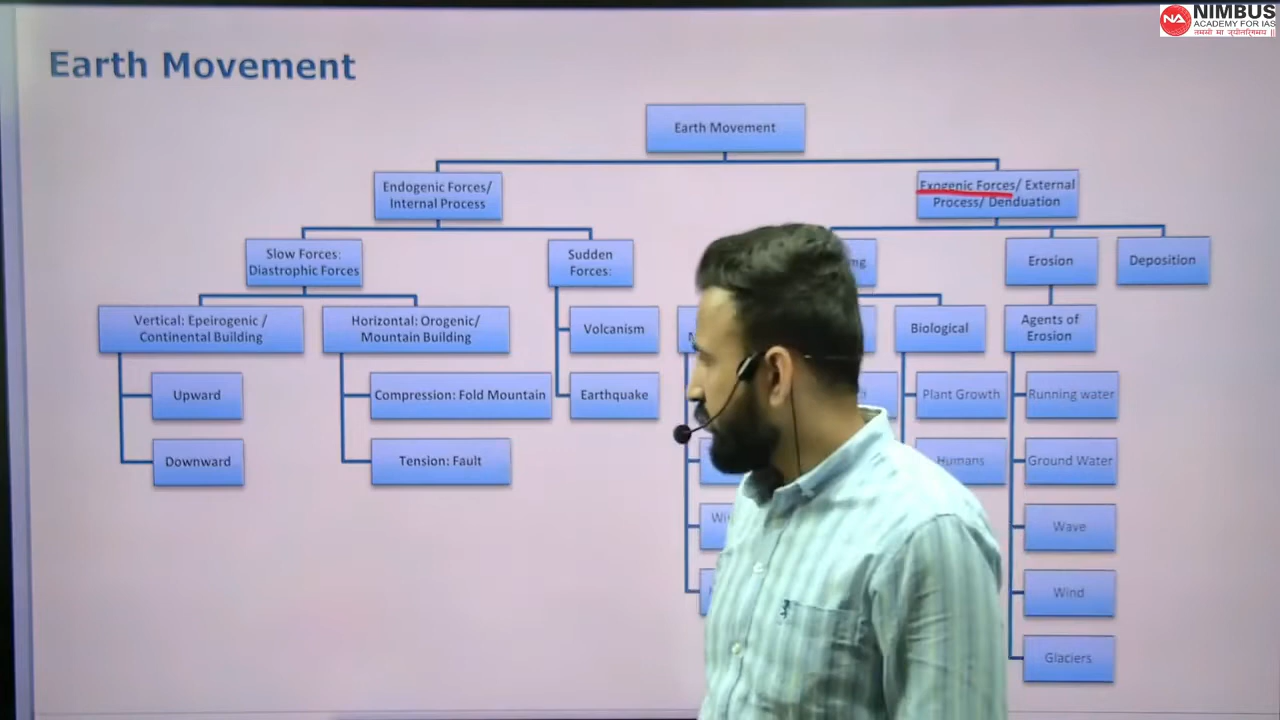 NIMBUS
ACADEMY FOR IAS
Earth Movement
Earth Movement
Endogenic Forces/
Internal Process
Exogenic Forces/ External
Process/ Denduation
Slow Forces:
Diastrophic Forces
Sudden
Forces:
Erosion
Deposition
Vertical: Epeirogenic /
Continental Building
Horizontal: Orogenic/
Mountain Building
Volcanism
Biological
Agents of
Erosion
Upward
Compression: Fold Mountain
Earthquake
Plant Growth
Running water
Downward
Tension: Fault
Humans
Ground Water
Wave
Wind
Glaciers